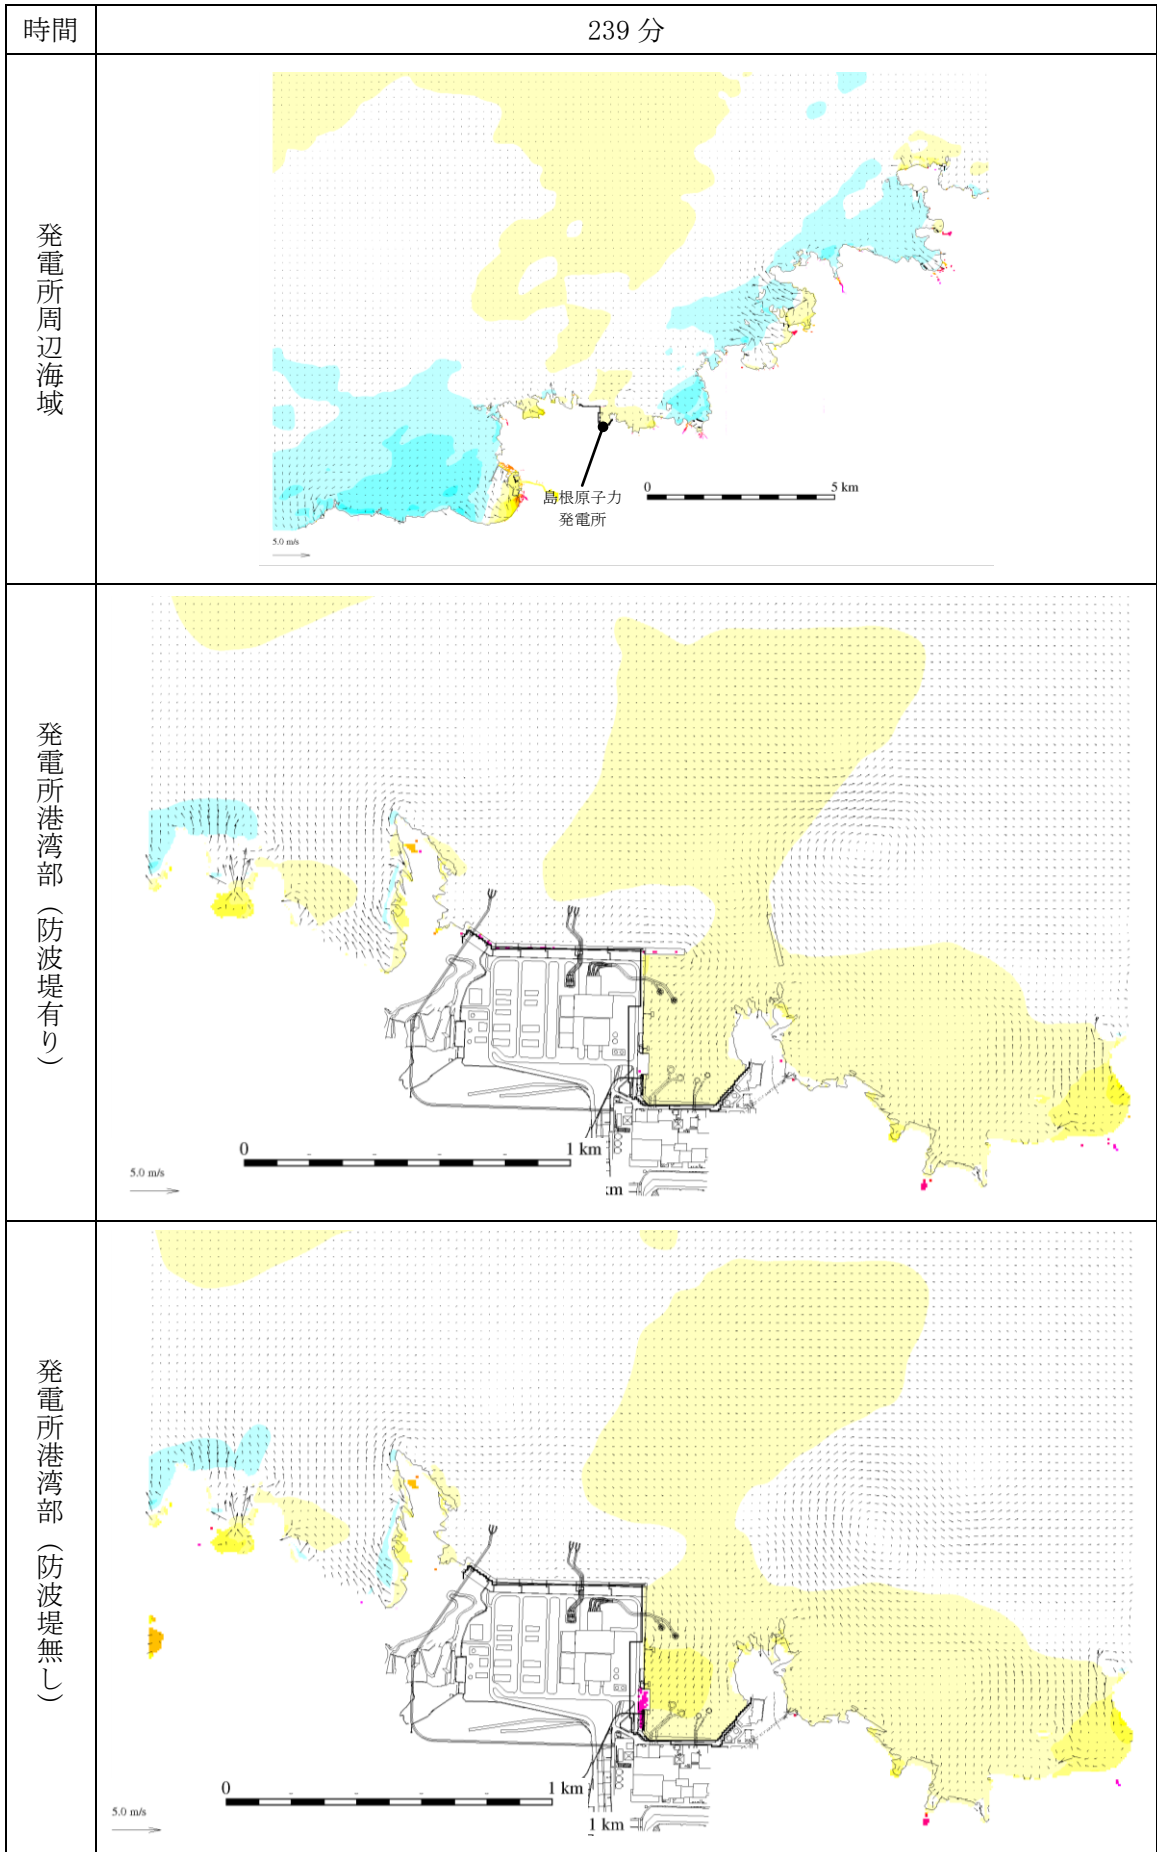 時間
239 分
発電所周辺海域
島根原子力
発電所
0
5 km
5.0 m/s
発電所港湾部（防波堤有り）
0
1 km
5.0 m/s
km
発電所港湾部（防波堤無し）
0
1 km
5.0 m/s
1 km